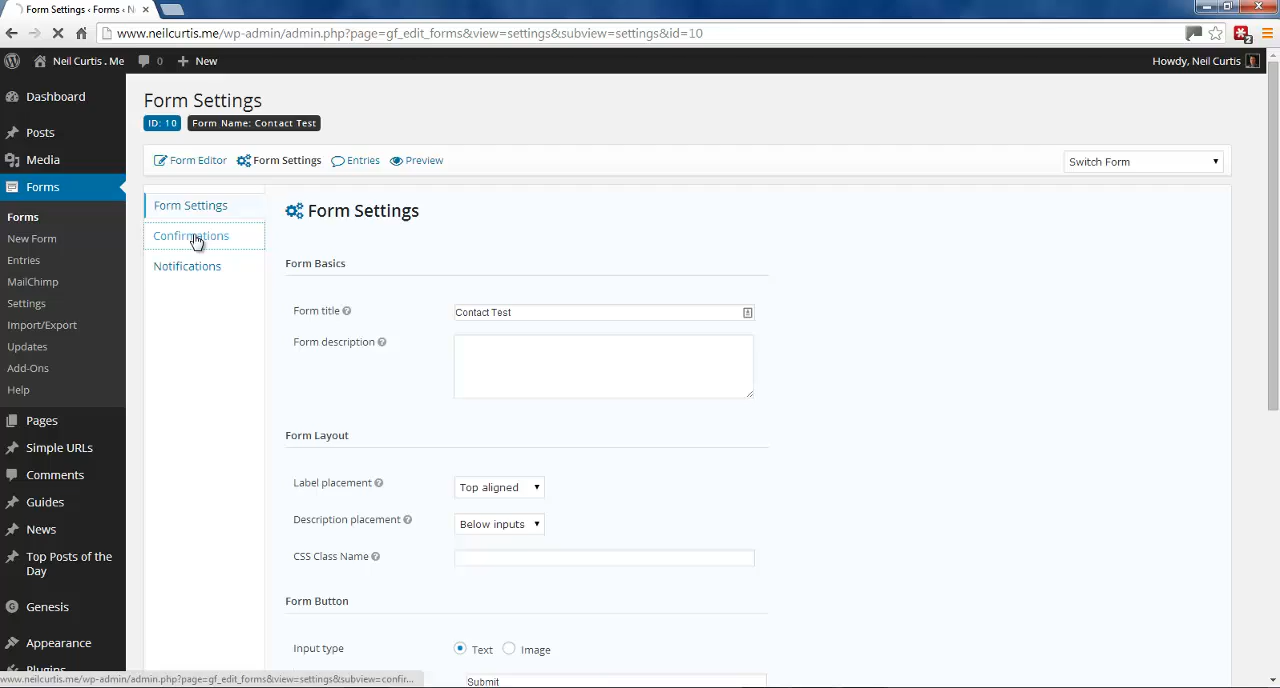 Form Settings ‹ Forms ‹ N
www.neilcurtis.me/wp-admin/admin.php?page=gf_edit_forms&view=settings&subview=settings&id=10
2
Neil Curtis . Me 0 + New Howdy, Neil Curtis
Dashboard
Posts
Media
Forms
Forms
New Form
Entries
MailChimp
Settings
Import/Export
Updates
Add-Ons
Help
Pages
Simple URLs
Comments
Guides
News
Top Posts of the
Day
Genesis
Appearance
Plugins
Form Settings
ID: 10 Form Name: Contact Test
Form Editor Form Settings Entries Preview Switch Form
Form Settings
Confirmations
Notifications
Form Settings
Form Basics
Form title Contact Test
Form description
Form Layout
Label placement Top aligned
Description placement Below inputs
CSS Class Name
Form Button
Input type Text Image
Submit
www.neilcurtis.me/wp-admin/admin.php?page=gf_edit_forms&view=settings&subview=confir...